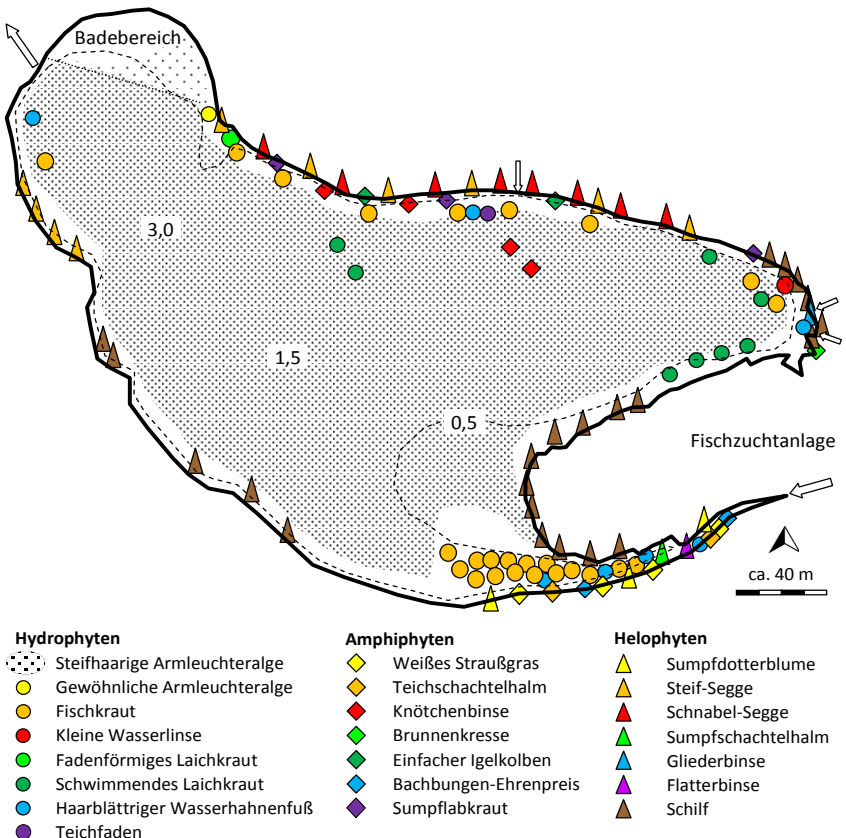 Badebereich
3,0
1,5
0,5
Fischzuchtanlage
ca. 40 m
Hydrophyten
Steifhaarige Armleuchteralge
Gewöhnliche Armleuchteralge
Fischkraut
Kleine Wasserlinse
Fadenförmiges Laichkraut
Schwimmendes Laichkraut
Haarblättriger Wasserhahnenfuß
Teichfaden
Amphiphyten
Weißes Straußgras
Teichschachtelhalm
Knötchenbinse
Brunnenkresse
Einfacher Igelkolben
Bachbungen-Ehrenpreis
Sumpflabkraut
Helophyten
Sumpfdotterblume
Steif-Segge
Schnabel-Segge
Sumpfschachtelhalm
Gliederbinse
Flatterbinse
Schilf